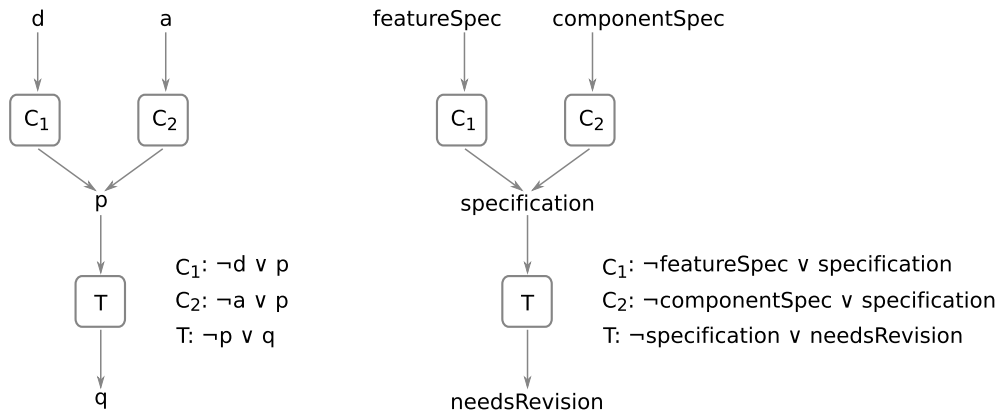 d
a
C1
C2
p
T
q
C1: ¬d ∨ p
C2: ¬a ∨ p
T: ¬p ∨ q
featureSpec
componentSpec
C1
C2
specification
T
needsRevision
C1: ¬featureSpec ∨ specification
C2: ¬componentSpec ∨ specification
T: ¬specification ∨ needsRevision